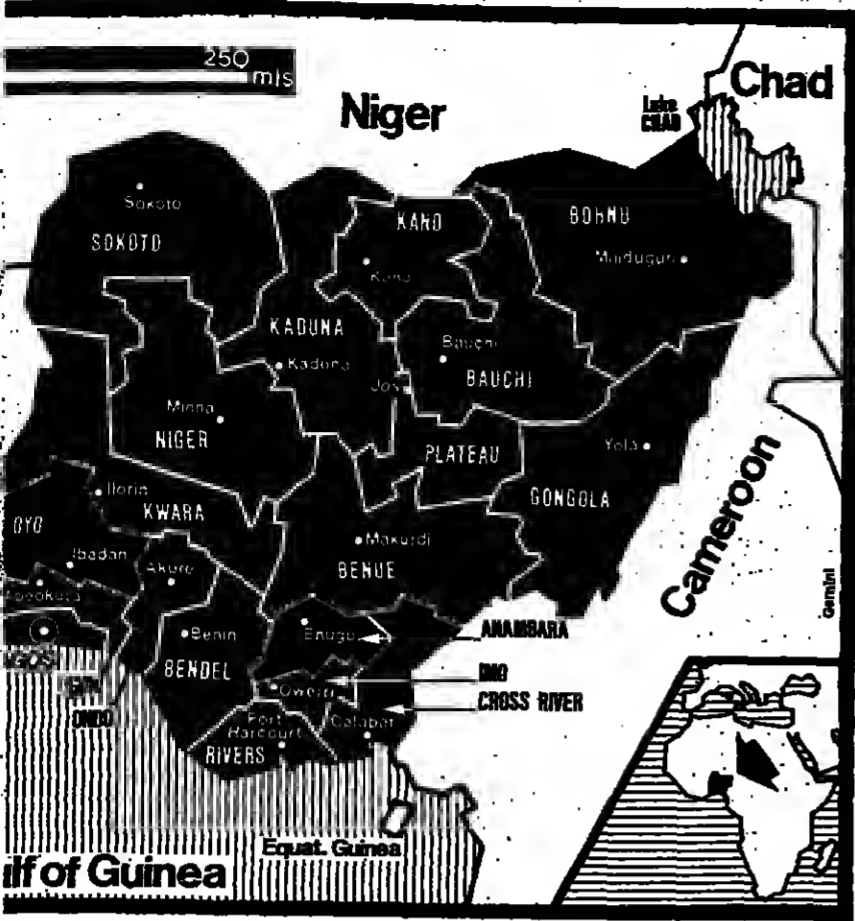 250
mls
Niger
Chad
Lake
CHAD
Sokoto
SOKOTO
KANO
Kano
BORNO
Maiduguri
KADUNA
Kaduna
Bauchi
BAUCHI
Jos
Minna
NIGER
PLATEAU
Yola
GONGOLA
Ilorin
KWARA
OYO
Ibadan
Makurdi
BENUE
Akure
Abeokuta
Cameroon
Gemini
Benin
BENDEL
Enugu
ANAMBARA
IMO
Owerri
CROSS RIVER
ONDO
Port
Harcourt
RIVERS
Calabar
Equat. Guinea
lf of Guinea